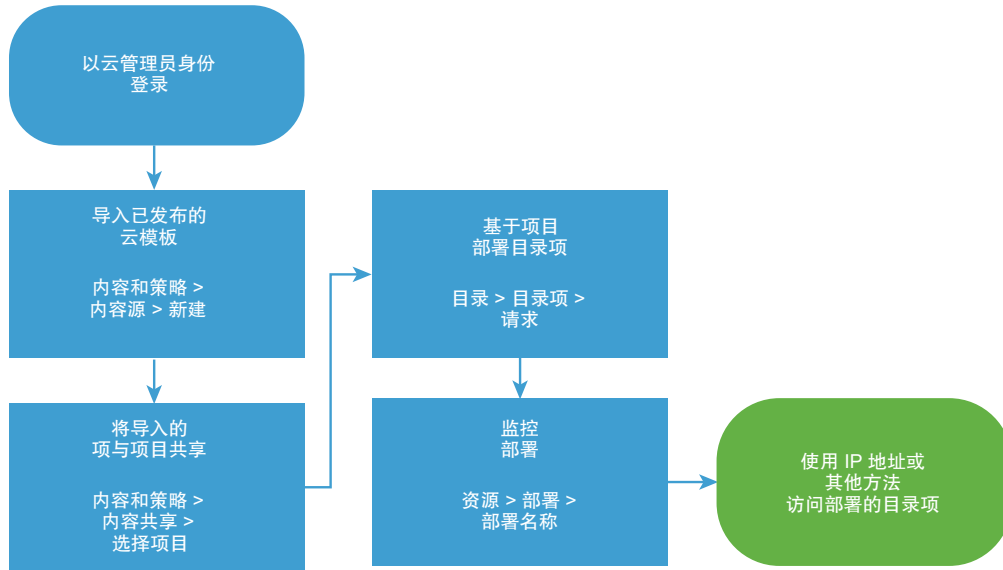 以云管理员身份
登录
导入已发布的
云模板
内容和策略 >
内容源 > 新建
将导入的
项与项目共享
内容和策略 >
内容共享 >
选择项目
基于项目
部署目录项
目录 > 目录项 >
请求
监控
部署
资源 > 部署 >
部署名称
使用 IP 地址或
其他方法
访问部署的目录项